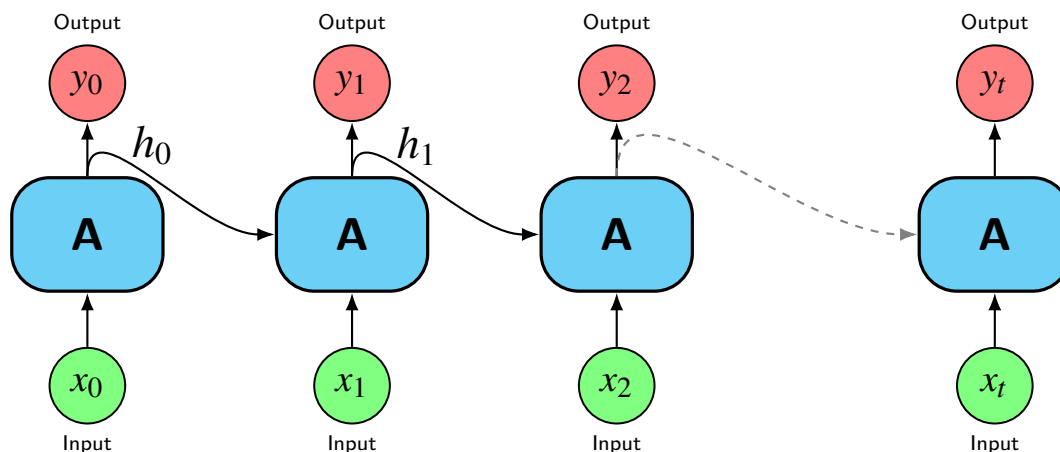 Output Output Output Output
y₀ y₁ y₂ yₜ
h₀ h₁
A A A A
x₀ x₁ x₂ xₜ
Input Input Input Input